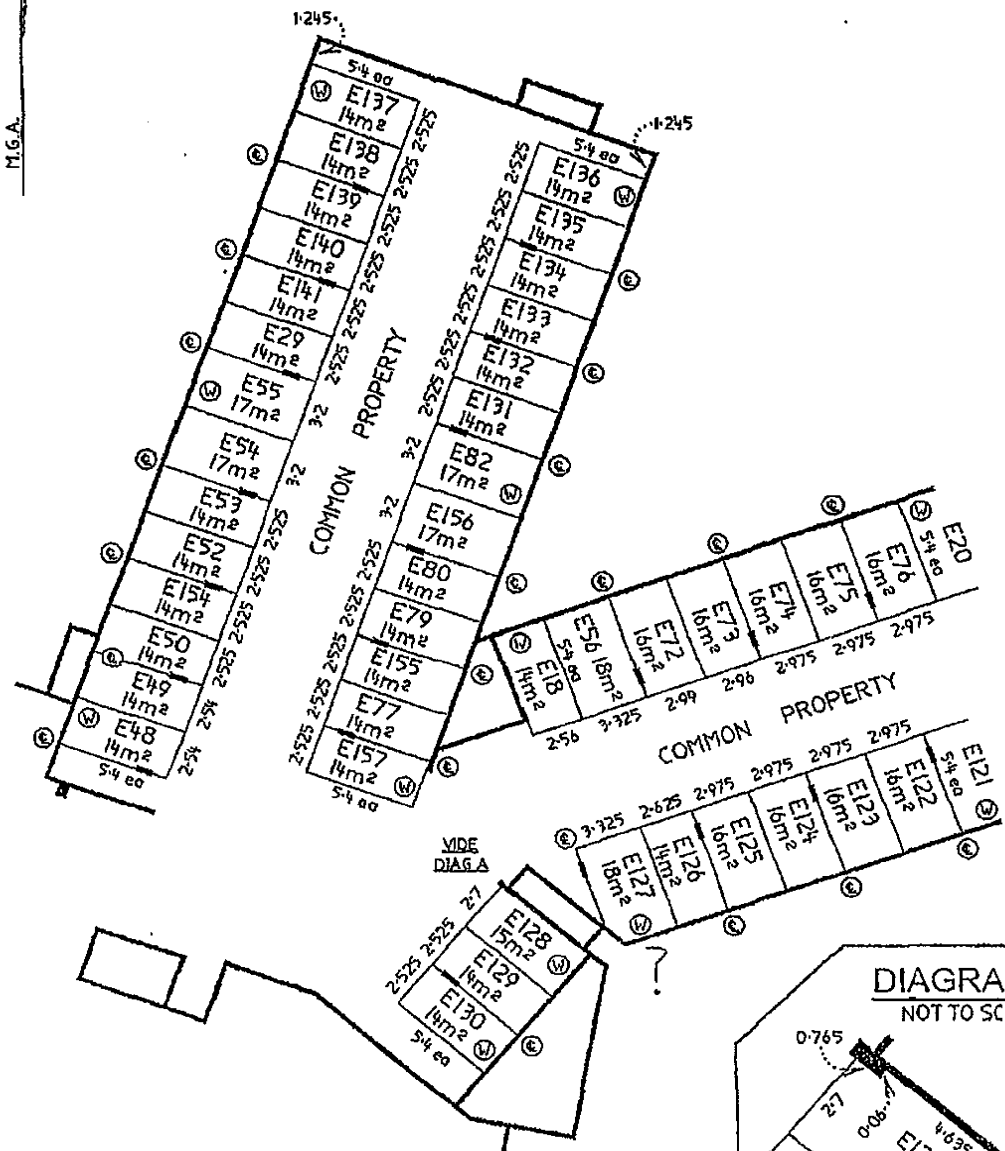 M.G.A.
1·245
5·4 ea
W E137
14m2
E138
14m2
E139
14m2
E140
14m2
E141
14m2
E29
14m2
W E55
17m2
E54
17m2
E53
14m2
E52
14m2
E154
14m2
E50
14m2
E49
14m2
W E48
14m2
5·4 ea
2·525
2·525
2·525
2·525
2·525
2·525
3·2
3·2
2·525
2·525
2·525
2·525
2·54
2·54
COMMON PROPERTY
1·245
5·4 ea
E136
14m2 W
E135
14m2
E134
14m2
E133
14m2
E132
14m2
E131
14m2
E82
17m2 W
E156
17m2
E80
14m2
E79
14m2
E155
14m2
E77
14m2
E157
14m2 W
5·4 ea
2·525
2·525
2·525
2·525
2·525
2·525
3·2
3·2
2·525
2·525
2·525
2·525
2·525
W
E18
14m2
E56 18m2
5·4 ea
E72
16m2
E73
16m2
E74
16m2
E75
16m2
E76
16m2
W
5·4 ea
E20
2·56
3·325
2·99
2·96
2·975
2·975
2·975
COMMON PROPERTY
3·325
2·625
2·975
2·975
2·975
2·975
E127
18m2
W
E126
14m2
E125
16m2
E124
16m2
E123
16m2
E122
16m2
E121
5·4 ea
W
?
VIDE
DIAG A
2·7
2·525
2·525
E128
15m2 W
E129
14m2
E130
14m2 W
5·4 ea
DIAGRA
NOT TO SC
0·765
2·7
0·06
4·635
E12